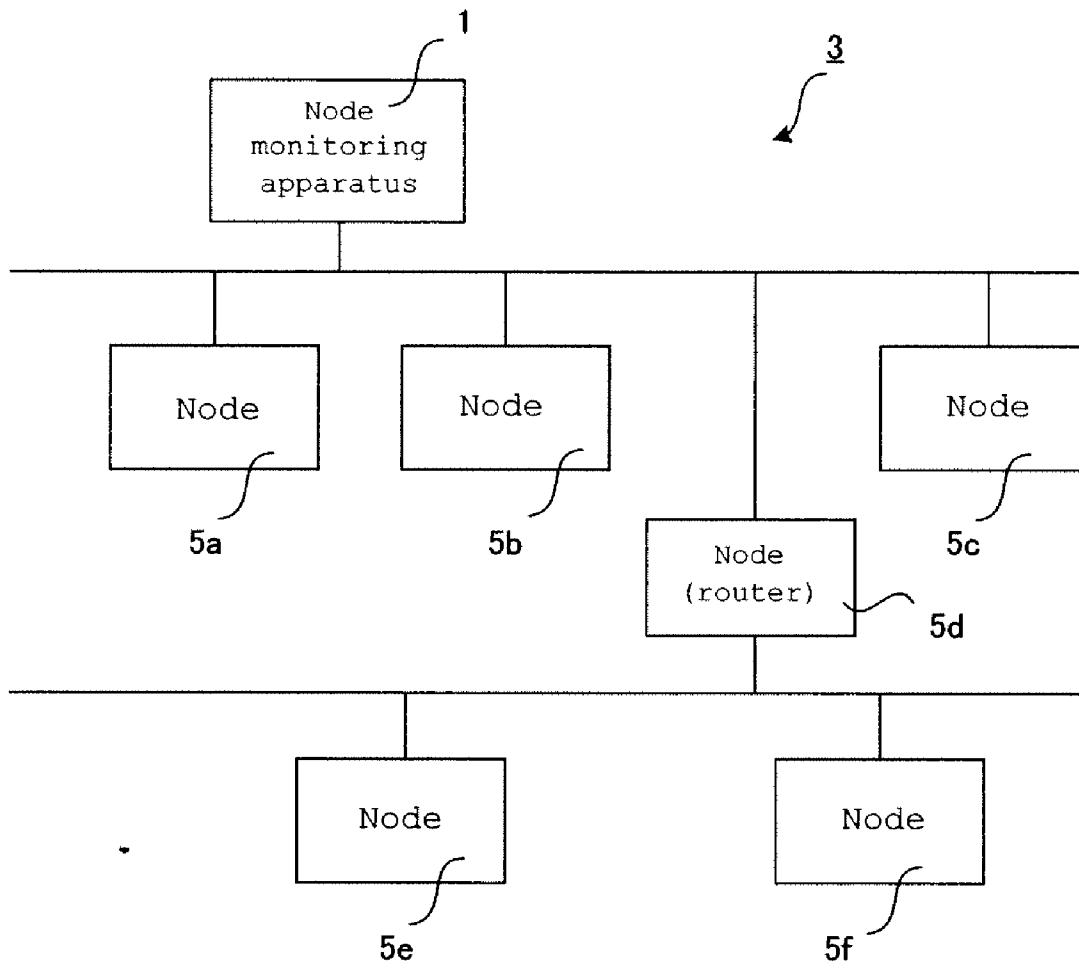 1
3
Node
monitoring
apparatus
Node
Node
Node
5a
5b
5c
Node
(router)
5d
Node
Node
5e
5f